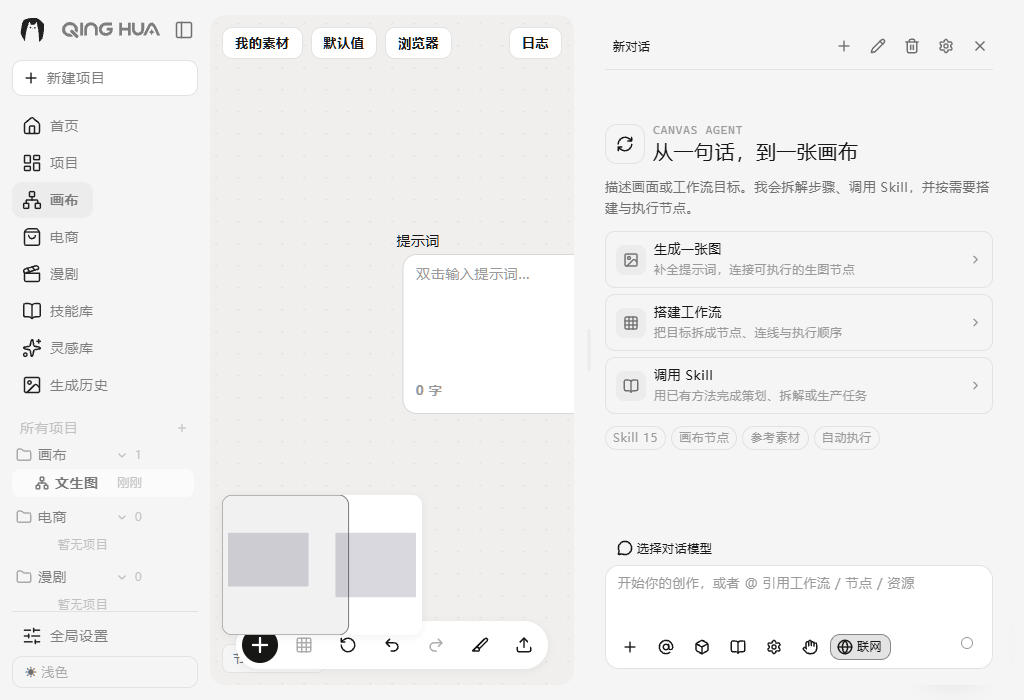 QING HUA
新建项目
首页
项目
画布
电商
漫剧
技能库
灵感库
生成历史
所有项目
画布 1
文生图 刚刚
电商 0
暂无项目
漫剧 0
暂无项目
全局设置
浅色
我的素材 默认值 浏览器 日志
提示词
双击输入提示词...
0 字
新对话
CANVAS AGENT
从一句话，到一张画布
描述画面或工作流目标。我会拆解步骤、调用 Skill，并按需要搭
建与执行节点。
生成一张图
补全提示词，连接可执行的生图节点
搭建工作流
把目标拆成节点、连线与执行顺序
调用 Skill
用已有方法完成策划、拆解或生产任务
Skill 15 画布节点 参考素材 自动执行
选择对话模型
开始你的创作，或者 @ 引用工作流 / 节点 / 资源
联网